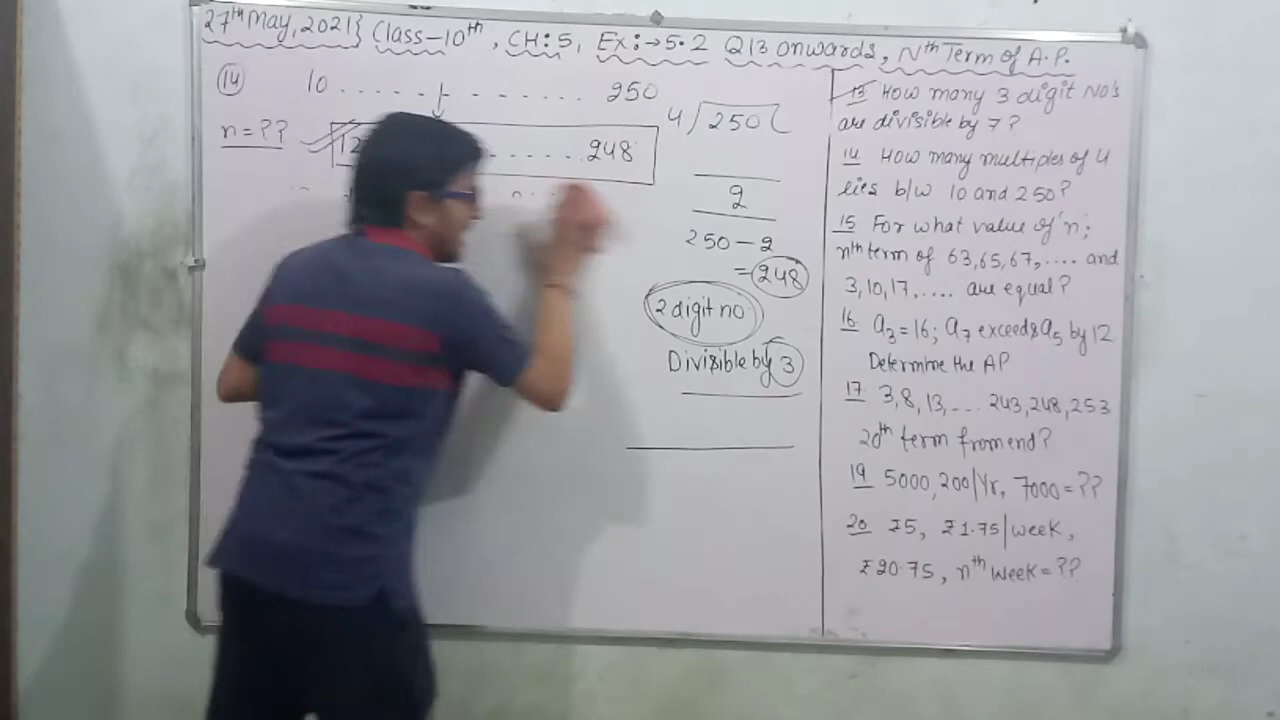 27th May, 2021} Class-10th, CH:5, Ex:→5.2 Q13 onwards, Nth Term of A.P.
14 10 . . . . . . . . . . . . . 250
n = ??
12 . . . . . . 248
4 250
2
250 - 2
= 248
2 digit no
Divisible by 3
13 How many 3 digit No's
are divisible by 7?
14 How many multiples of 4
lies b/w 10 and 250?
15 For what value of 'n';
nth term of 63,65,67,.... and
3,10,17,.... are equal?
16 a3=16; a7 exceeds a5 by 12
Determine the AP
17 3,8,13,.... 243,248,253
20th term from end?
19 5000, 200/Yr, 7000=??
20 ₹5, ₹1.75/week,
₹20.75, nth week=??